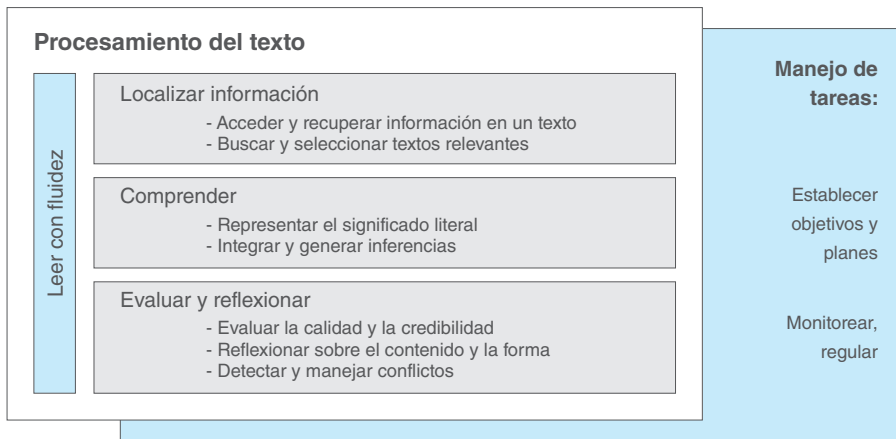 Procesamiento del texto
Leer con fluidez
Localizar información
- Acceder y recuperar información en un texto
- Buscar y seleccionar textos relevantes
Comprender
- Representar el significado literal
- Integrar y generar inferencias
Evaluar y reflexionar
- Evaluar la calidad y la credibilidad
- Reflexionar sobre el contenido y la forma
- Detectar y manejar conflictos
Manejo de
tareas:
Establecer
objetivos y
planes
Monitorear,
regular